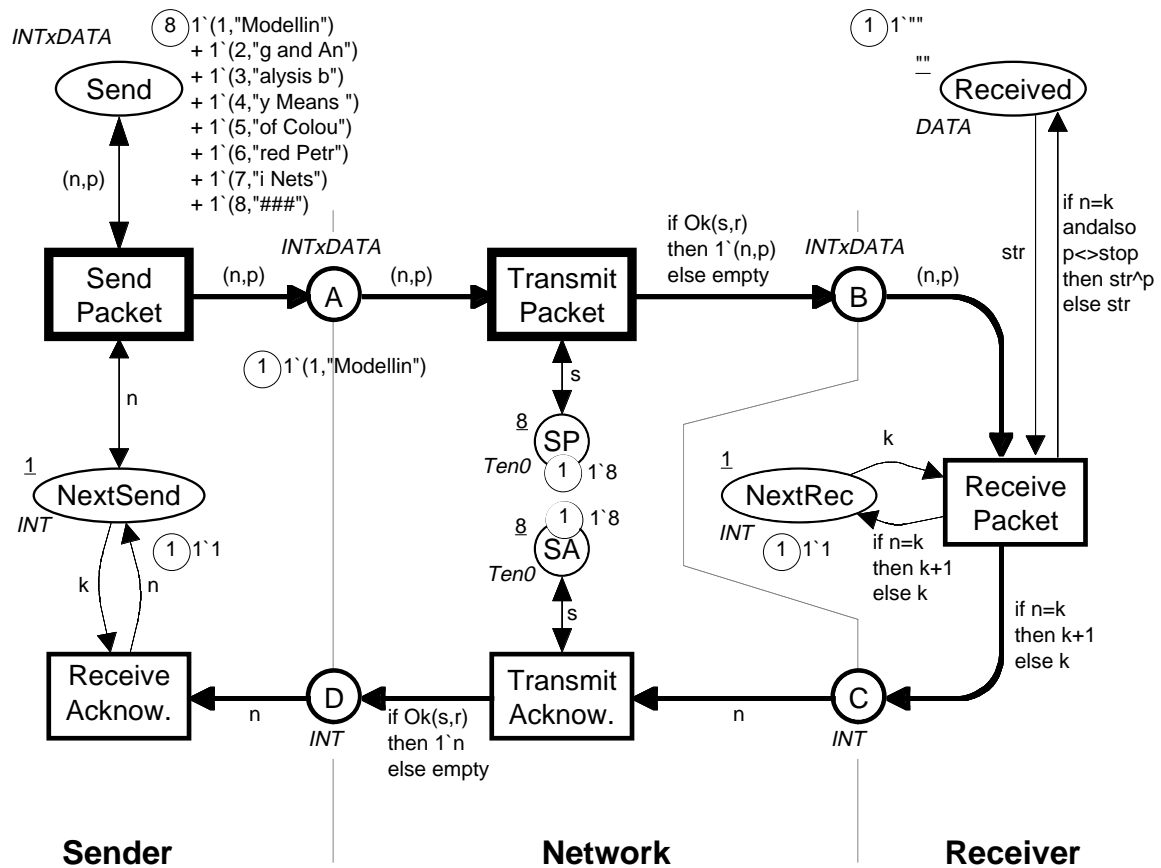 INTxDATA
8 1`(1,"Modellin")
+ 1`(2,"g and An")
+ 1`(3,"alysis b")
+ 1`(4,"y Means ")
+ 1`(5,"of Colou")
+ 1`(6,"red Petr")
+ 1`(7,"i Nets")
+ 1`(8,"###")
Send
(n,p)
1 1`""
""
Received
DATA
str
if n=k
andalso
p<>stop
then str^p
else str
Send
Packet
(n,p)
INTxDATA
A
(n,p)
1 1`(1,"Modellin")
Transmit
Packet
if Ok(s,r)
then 1`(n,p)
else empty
INTxDATA
B
(n,p)
n
s
8
SP
Ten0
1 1`8
1
NextSend
INT
1 1`1
k
n
1 1`8
8
SA
Ten0
s
1
NextRec
INT
1 1`1
k
if n=k
then k+1
else k
Receive
Packet
if n=k
then k+1
else k
Receive
Acknow.
n
D
INT
if Ok(s,r)
then 1`n
else empty
Transmit
Acknow.
n
C
INT
Sender
Network
Receiver